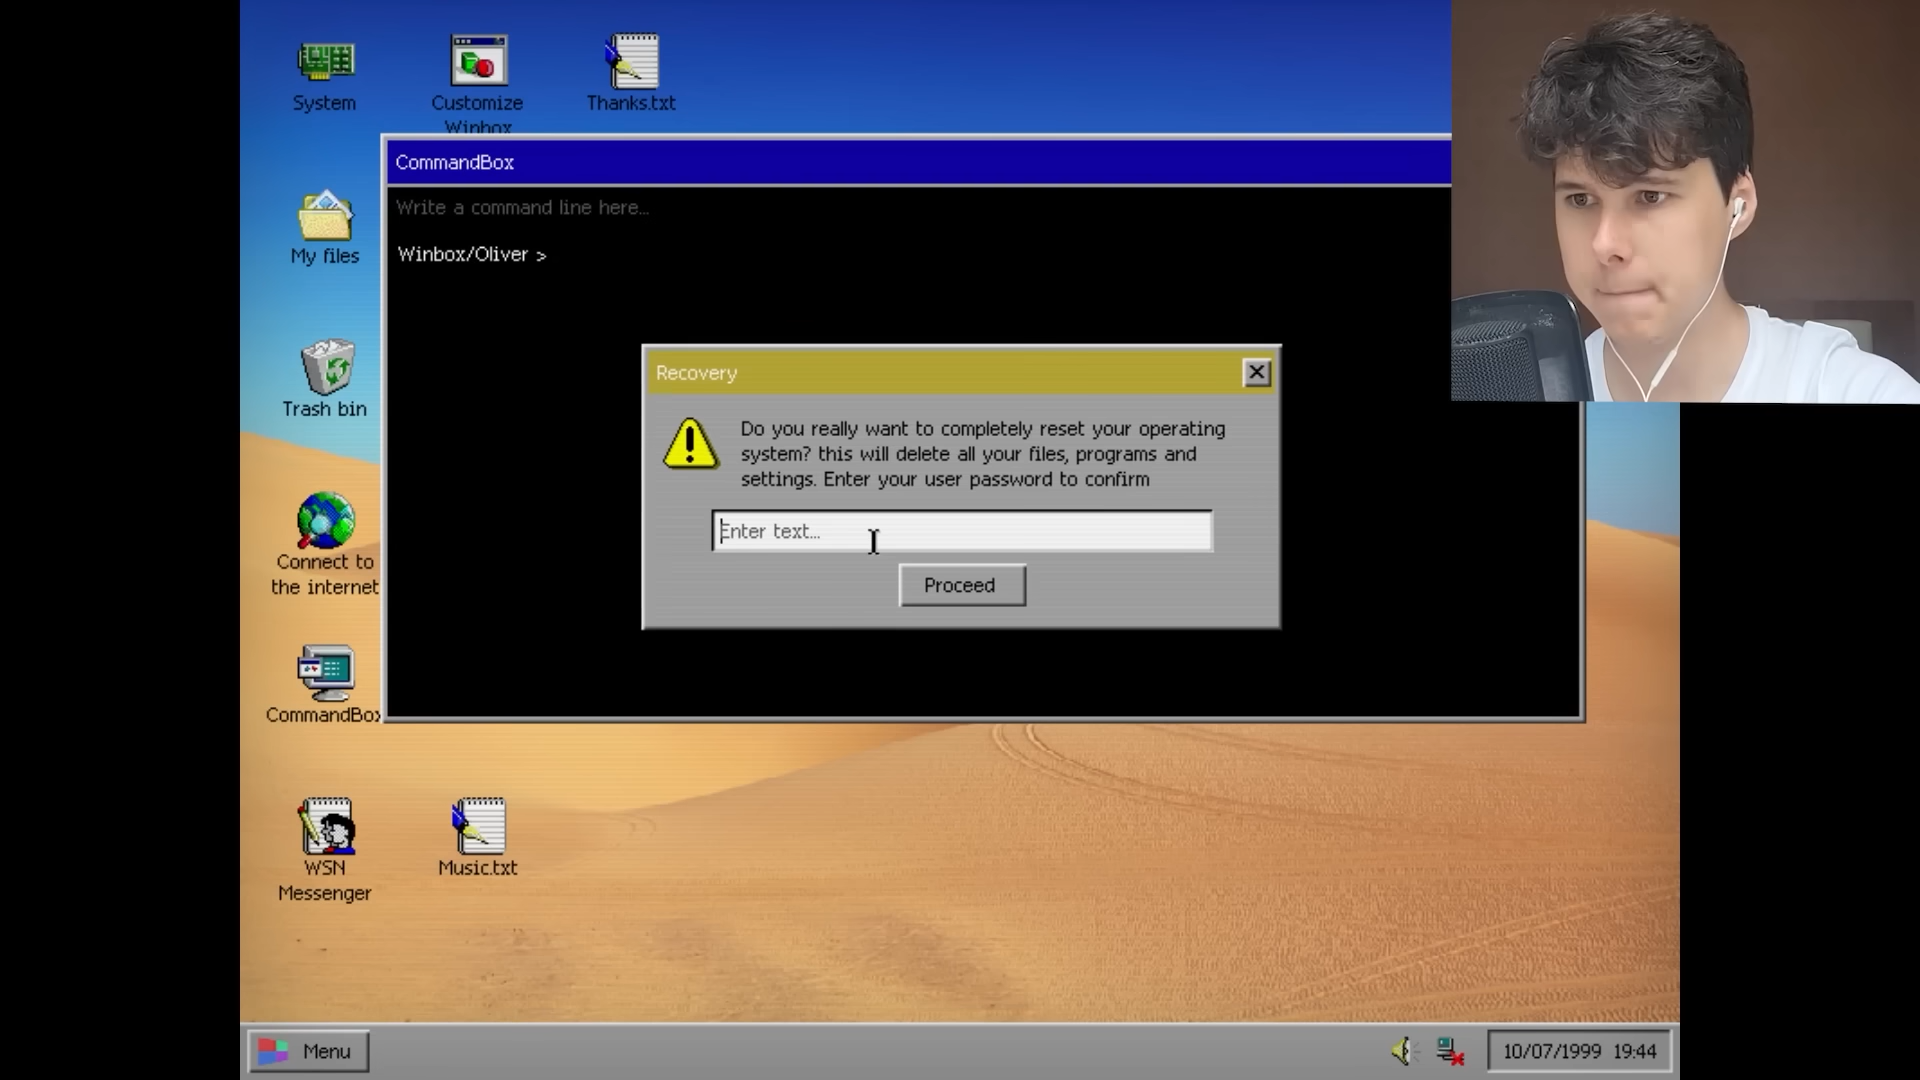 System
Customize
Winbox
Thanks.txt
CommandBox
Write a command line here...
Winbox/Oliver >
My files
Recovery
Do you really want to completely reset your operating
system? this will delete all your files, programs and
settings. Enter your user password to confirm
Enter text...
Proceed
Trash bin
Connect to
the internet
CommandBox
WSN
Messenger
Music.txt
Menu
10/07/1999 19:44